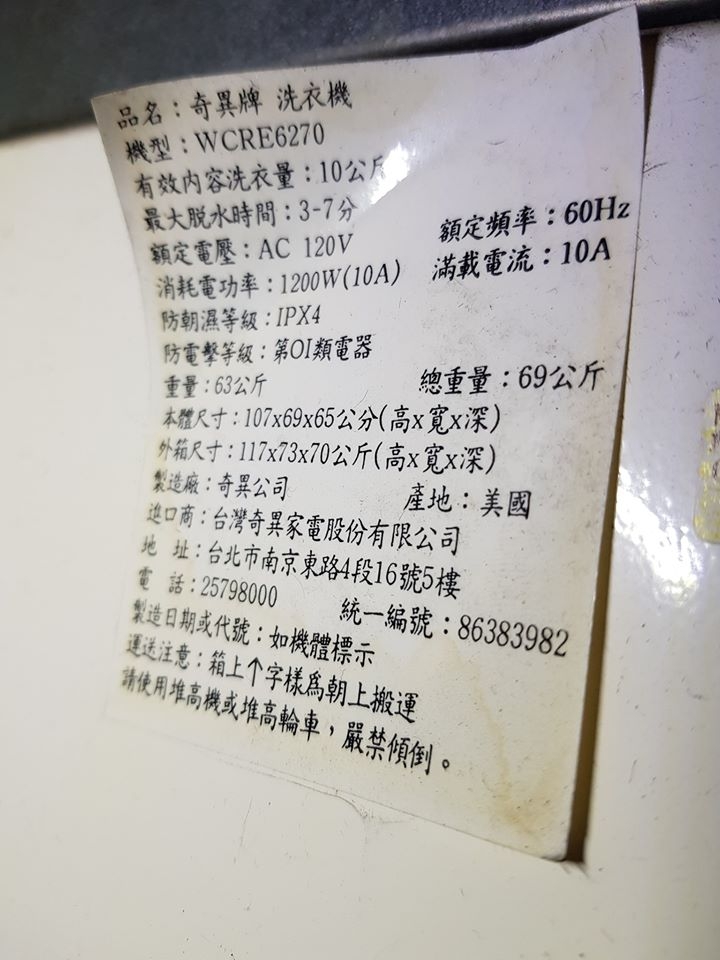 品名：奇異牌 洗衣機
機型：WCRE6270
有效內容洗衣量：10公斤
最大脱水時間：3-7分
額定電壓：AC 120V 額定頻率：60Hz
消耗電功率：1200W(10A) 滿載電流：10A
防朝濕等級：IPX4
防電擊等級：第OI類電器
重量：63公斤 總重量：69公斤
本體尺寸：107x69x65公分(高x寬x深)
外箱尺寸：117x73x70公斤(高x寬x深)
製造廠：奇異公司 產地：美國
進口商：台灣奇異家電股份有限公司
地 址：台北市南京東路4段16號5樓
電 話：25798000 統一編號：86383982
製造日期或代號：如機體標示
運送注意：箱上↑字樣爲朝上搬運
請使用堆高機或堆高輪車，嚴禁傾倒。